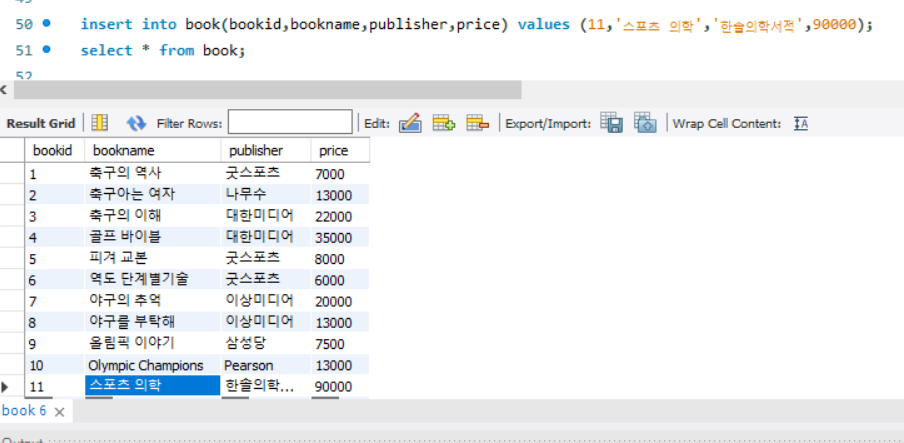 50 insert into book(bookid,bookname,publisher,price) values (11,'스포츠 의학','한솔의학서적',90000);
51 select * from book;
52
Result Grid Filter Rows: Edit: Export/Import: Wrap Cell Content:
bookid bookname publisher price
1 축구의 역사 굿스포츠 7000
2 축구아는 여자 나무수 13000
3 축구의 이해 대한미디어 22000
4 골프 바이블 대한미디어 35000
5 피겨 교본 굿스포츠 8000
6 역도 단계별기술 굿스포츠 6000
7 야구의 추억 이상미디어 20000
8 야구를 부탁해 이상미디어 13000
9 올림픽 이야기 삼성당 7500
10 Olympic Champions Pearson 13000
11 스포츠 의학 한솔의학... 90000
book 6
Output